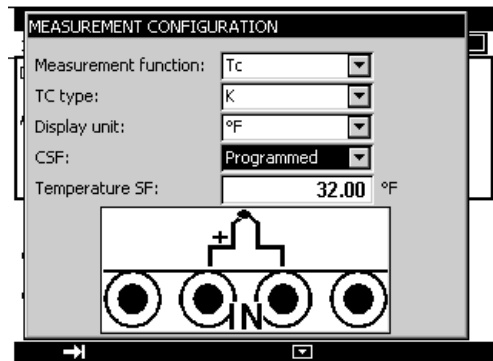 MEASUREMENT CONFIGURATION
Measurement function: Tc
TC type: K
Display unit: °F
CSF: Programmed
Temperature SF: 32.00 °F
+
IN